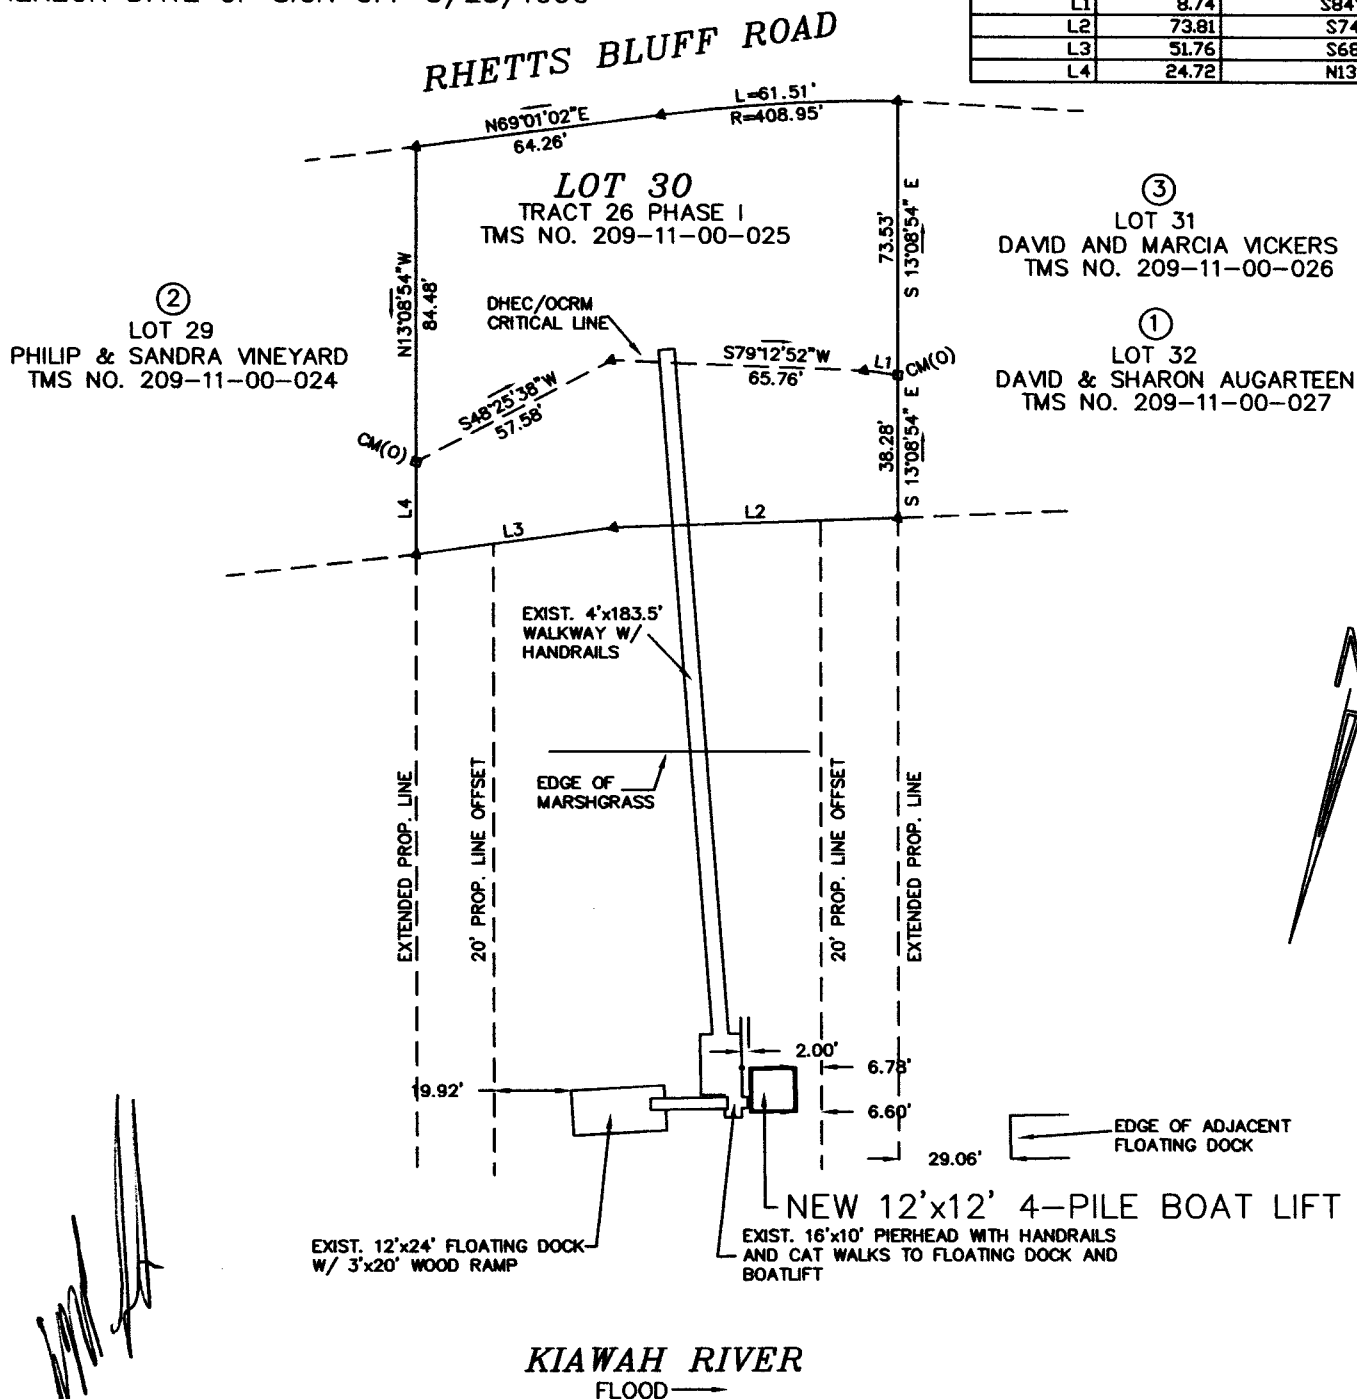 L1 8.74
L2 73.81 S74
L3 51.76 S68
L4 24.72 N13
RHETTS BLUFF ROAD
N69°01'02"E
64.26'
L=61.51'
R=408.95'
LOT 30
TRACT 26 PHASE I
TMS NO. 209-11-00-025
N13°08'54"W
84.48'
73.53'
S 13°08'54" E
③
LOT 31
DAVID AND MARCIA VICKERS
TMS NO. 209-11-00-026
②
LOT 29
PHILIP & SANDRA VINEYARD
TMS NO. 209-11-00-024
DHEC/OCRM
CRITICAL LINE
S79°12'52"W
65.76'
L1
CM(O)
①
LOT 32
DAVID & SHARON AUGARTEEN
TMS NO. 209-11-00-027
S48°25'38"W
57.58'
CM(O)
38.28'
S 13°08'54" E
L4
L3
L2
EXIST. 4'x183.5'
WALKWAY W/
HANDRAILS
EDGE OF
MARSHGRASS
EXTENDED PROP. LINE
20' PROP. LINE OFFSET
20' PROP. LINE OFFSET
EXTENDED PROP. LINE
2.00'
6.78'
19.92'
6.60'
EDGE OF ADJACENT
FLOATING DOCK
29.06'
NEW 12'x12' 4-PILE BOAT LIFT
EXIST. 16'x10' PIERHEAD WITH HANDRAILS
AND CAT WALKS TO FLOATING DOCK AND
BOATLIFT
EXIST. 12'x24' FLOATING DOCK
W/ 3'x20' WOOD RAMP
KIAWAH RIVER
FLOOD